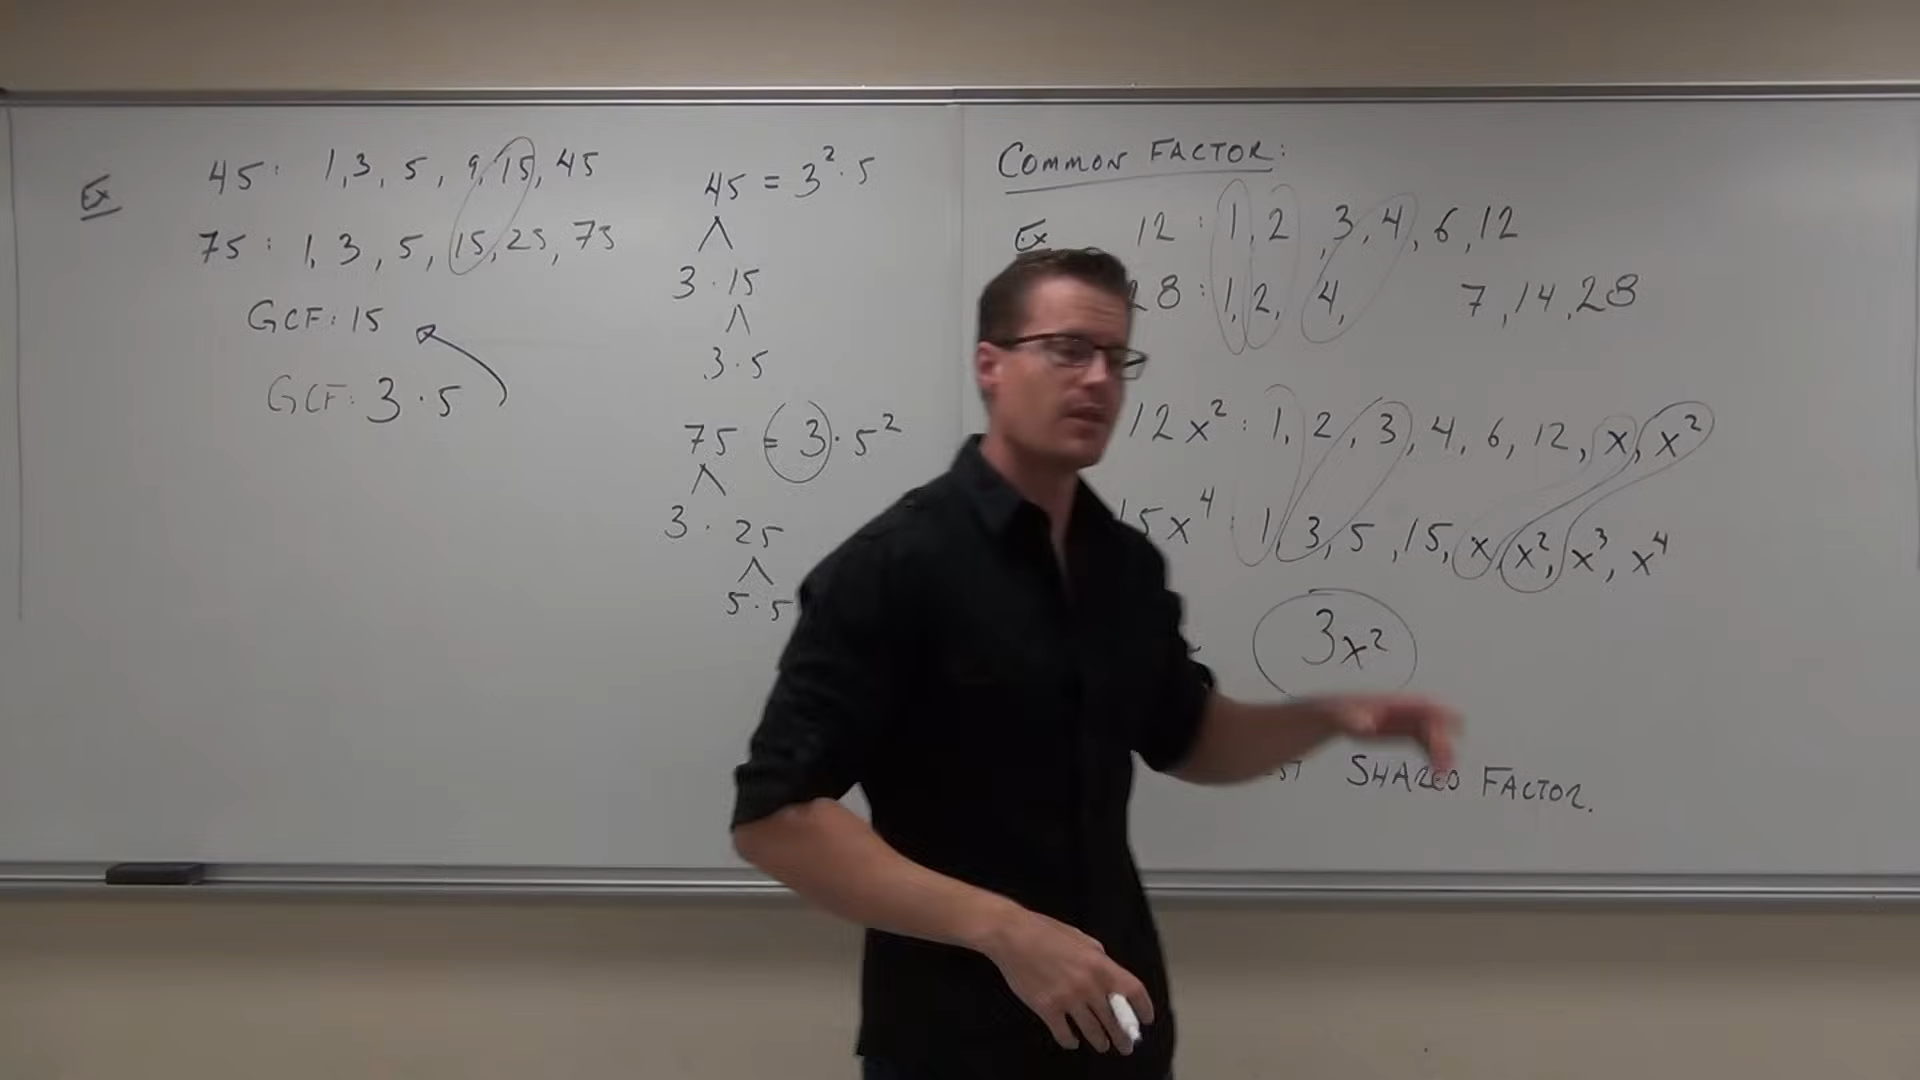 Ex
45: 1, 3, 5, 9, 15, 45
75: 1, 3, 5, 15, 25, 75
GCF: 15
GCF: 3 · 5
45 = 3² · 5
3 · 15
3 · 5
75 = 3 · 5²
3 · 25
5 · 5
COMMON FACTOR:
Ex
12: 1, 2, 3, 4, 6, 12
28: 1, 2, 4, 7, 14, 28
12x²: 1, 2, 3, 4, 6, 12, x, x²
15x⁴: 1, 3, 5, 15, x, x², x³, x⁴
3x²
SHARED FACTOR.